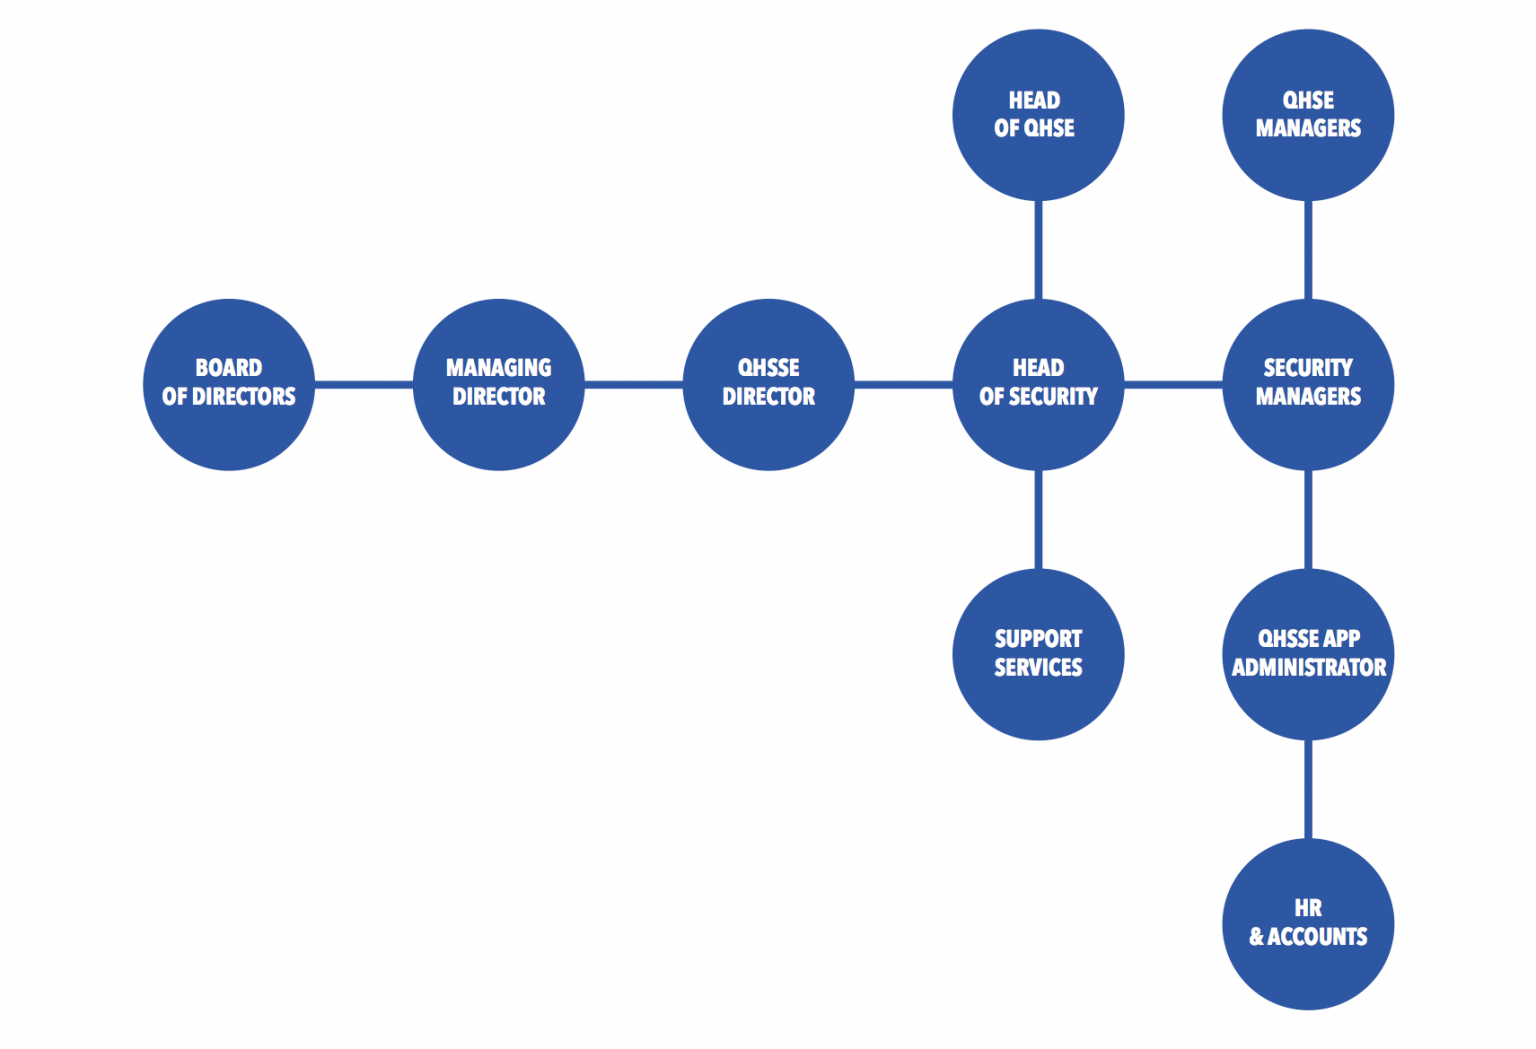 HEAD
OF QHSE
QHSE
MANAGERS
BOARD
OF DIRECTORS
MANAGING
DIRECTOR
QHSSE
DIRECTOR
HEAD
OF SECURITY
SECURITY
MANAGERS
SUPPORT
SERVICES
QHSSE APP
ADMINISTRATOR
HR
& ACCOUNTS